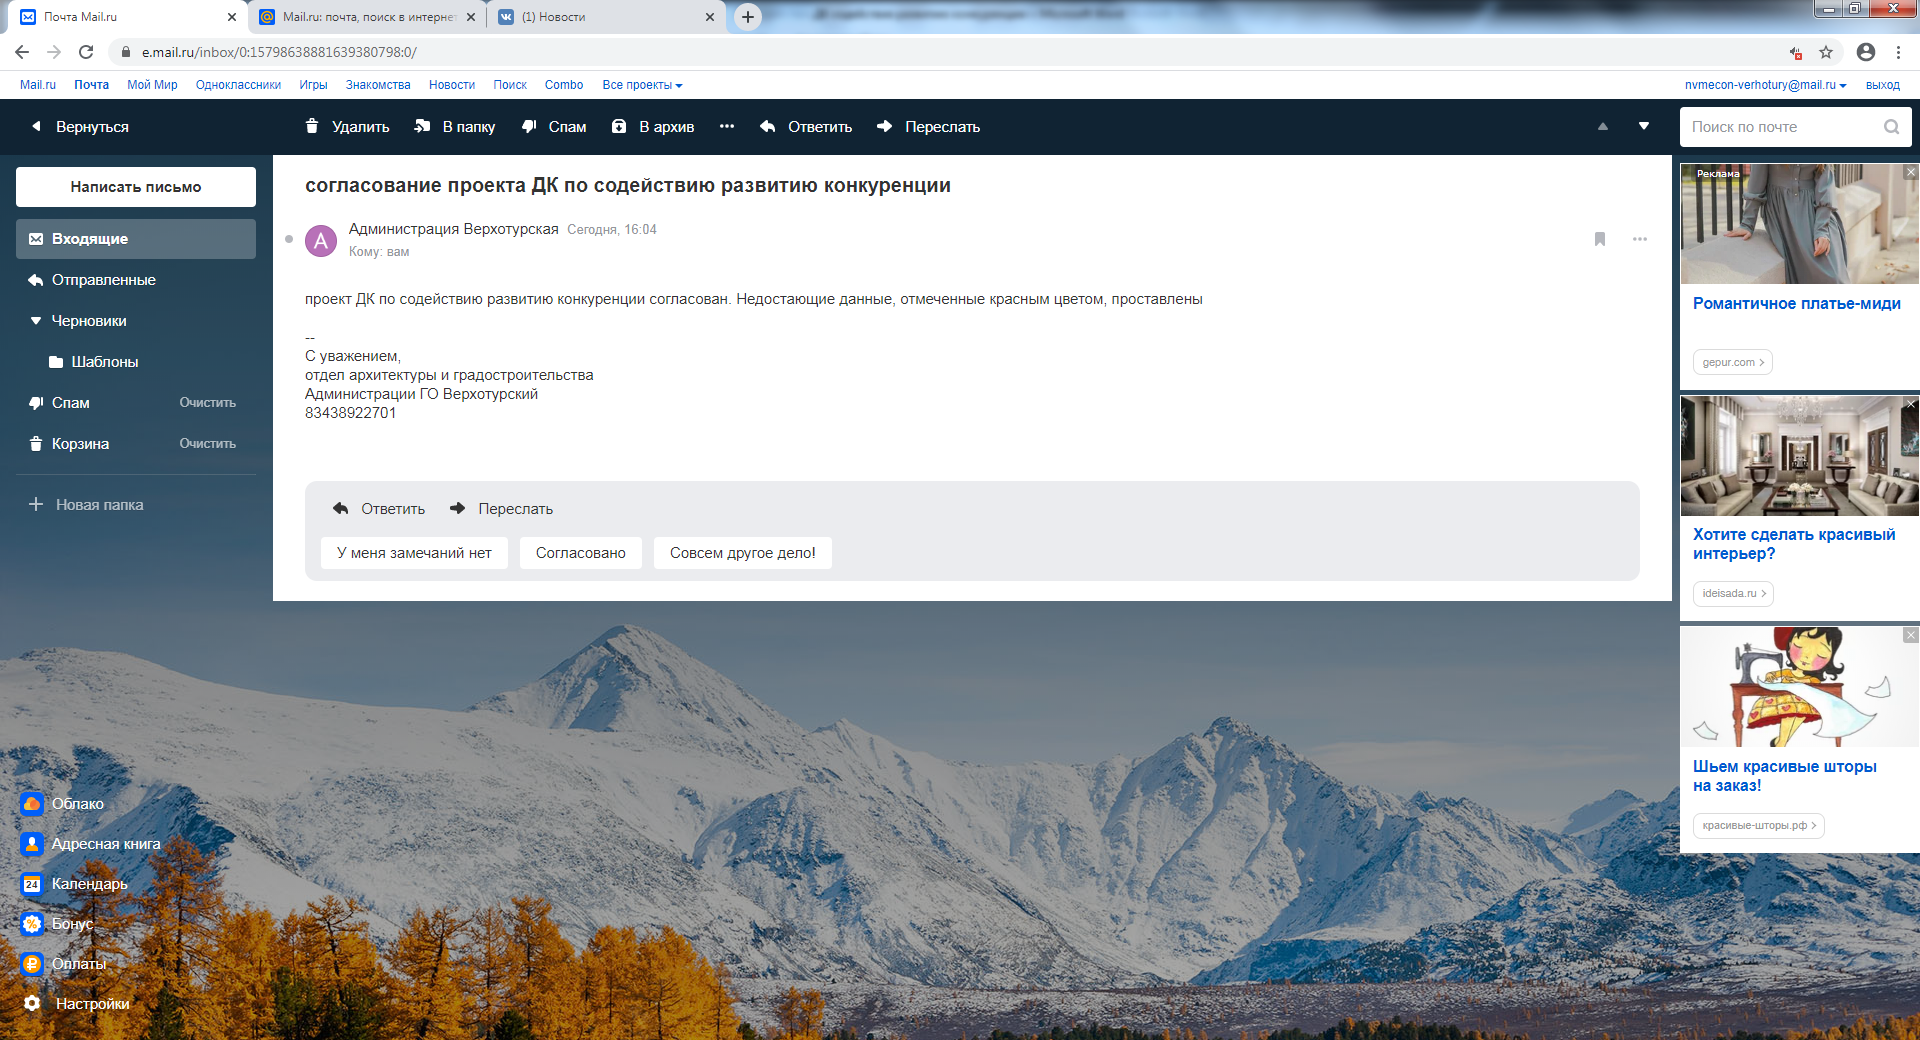 Почта Mail.ru
Mail.ru: почта, поиск в интернет
(1) Новости
e.mail.ru/inbox/0:15798638881639380798:0/
Mail.ru Почта Мой Мир Одноклассники Игры Знакомства Новости Поиск Combo Все проекты
nvmecon-verhotury@mail.ru выход
Вернуться
Удалить В папку Спам В архив Ответить Переслать
Поиск по почте
Написать письмо
Входящие
Отправленные
Черновики
Шаблоны
Спам Очистить
Корзина Очистить
Новая папка
Облако
Адресная книга
24 Календарь
Бонус
Оплаты
Настройки
согласование проекта ДК по содействию развитию конкуренции
А
Администрация Верхотурская Сегодня, 16:04
Кому: вам
проект ДК по содействию развитию конкуренции согласован. Недостающие данные, отмеченные красным цветом, проставлены
--
С уважением,
отдел архитектуры и градостроительства
Администрации ГО Верхотурский
83438922701
Ответить Переслать
У меня замечаний нет Согласовано Совсем другое дело!
Реклама
Романтичное платье-миди
gepur.com
Хотите сделать красивый
интерьер?
ideisada.ru
Шьем красивые шторы
на заказ!
красивые-шторы.рф